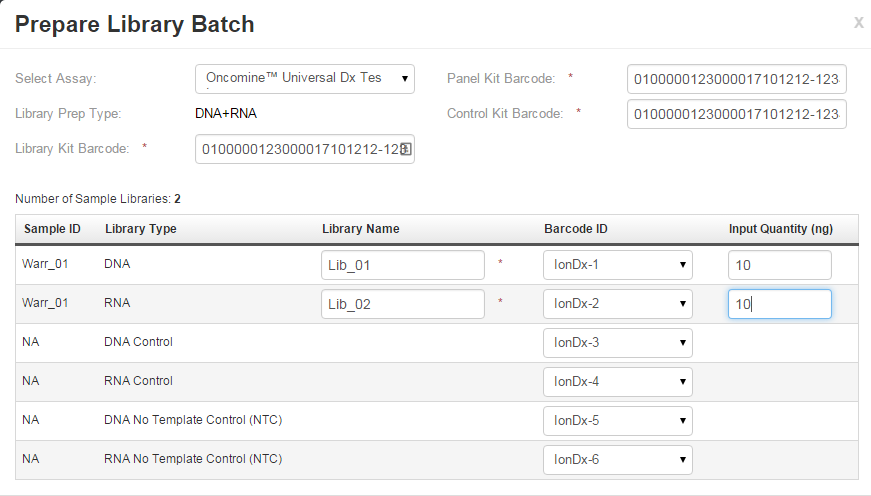 Prepare Library Batch
x
Select Assay: Oncomine™ Universal Dx Tes Panel Kit Barcode: * 0100000123000017101212-123
Library Prep Type: DNA+RNA Control Kit Barcode: * 0100000123000017101212-123
Library Kit Barcode: * 0100000123000017101212-123
Number of Sample Libraries: 2
Sample ID Library Type Library Name Barcode ID Input Quantity (ng)
Warr_01 DNA Lib_01 * IonDx-1 10
Warr_01 RNA Lib_02 * IonDx-2 10
NA DNA Control IonDx-3
NA RNA Control IonDx-4
NA DNA No Template Control (NTC) IonDx-5
NA RNA No Template Control (NTC) IonDx-6